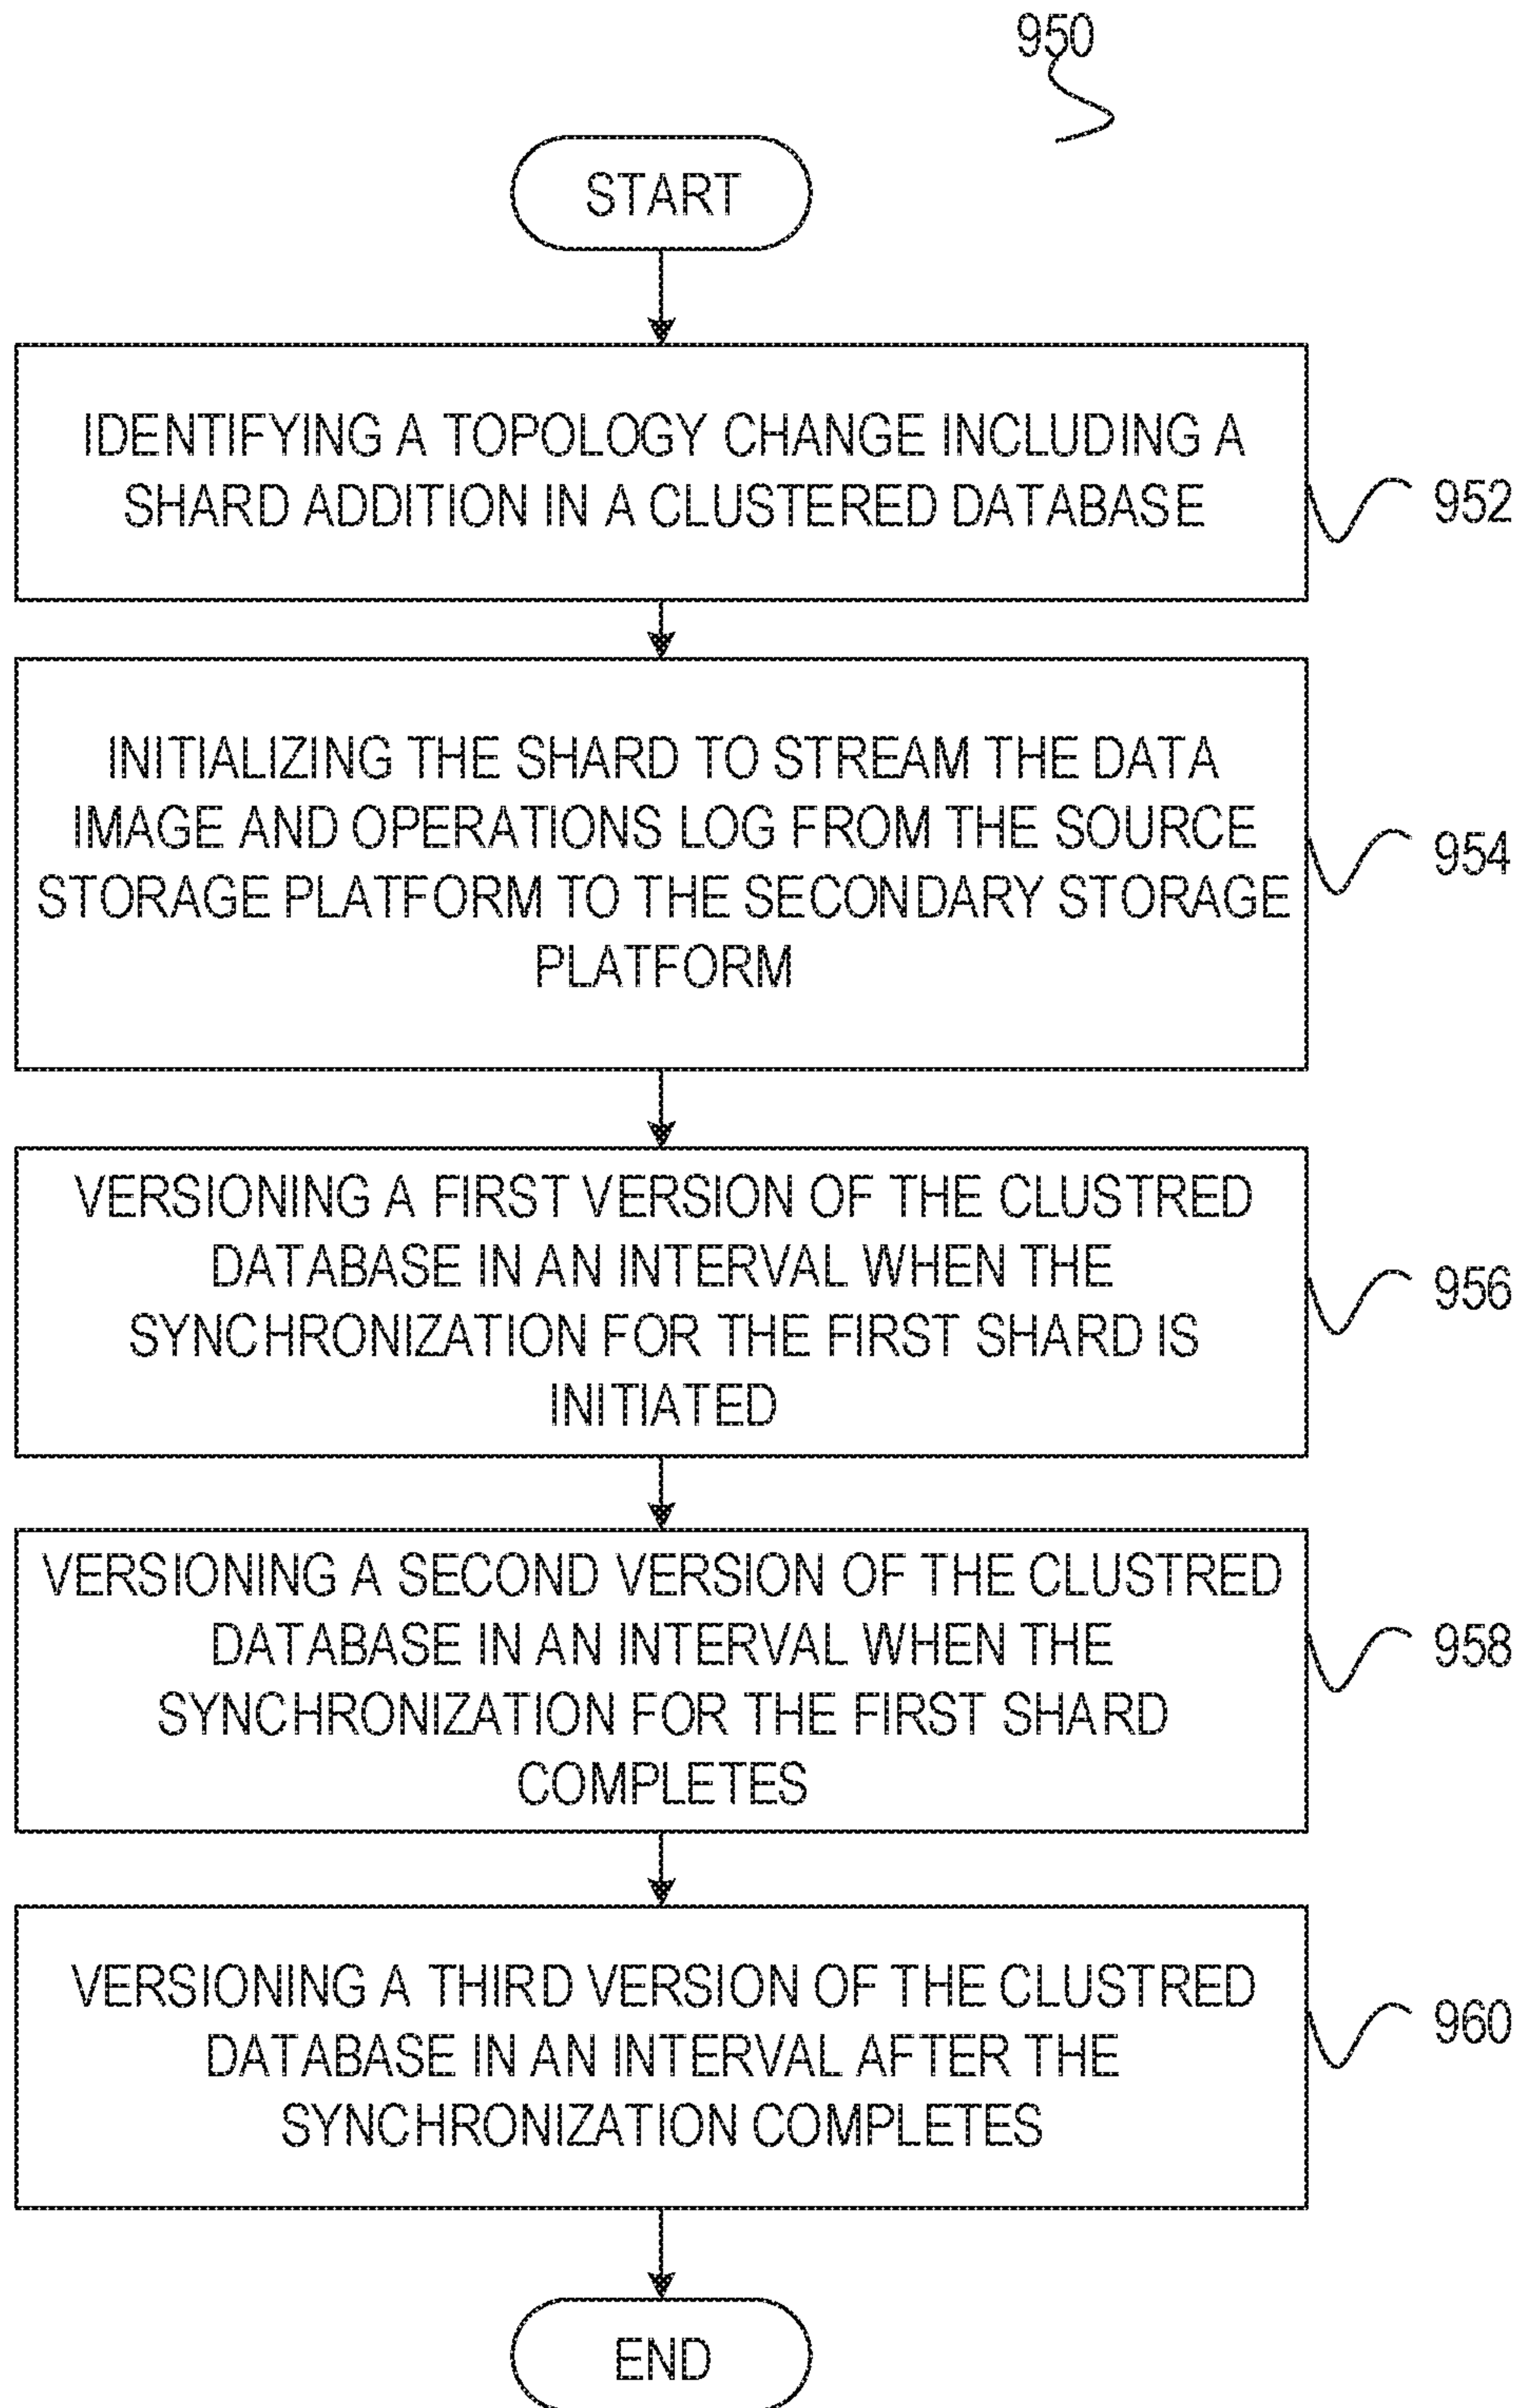 950
START
IDENTIFYING A TOPOLOGY CHANGE INCLUDING A
SHARD ADDITION IN A CLUSTERED DATABASE
952
INITIALIZING THE SHARD TO STREAM THE DATA
IMAGE AND OPERATIONS LOG FROM THE SOURCE
STORAGE PLATFORM TO THE SECONDARY STORAGE
PLATFORM
954
VERSIONING A FIRST VERSION OF THE CLUSTRED
DATABASE IN AN INTERVAL WHEN THE
SYNCHRONIZATION FOR THE FIRST SHARD IS
INITIATED
956
VERSIONING A SECOND VERSION OF THE CLUSTRED
DATABASE IN AN INTERVAL WHEN THE
SYNCHRONIZATION FOR THE FIRST SHARD
COMPLETES
958
VERSIONING A THIRD VERSION OF THE CLUSTRED
DATABASE IN AN INTERVAL AFTER THE
SYNCHRONIZATION COMPLETES
960
END